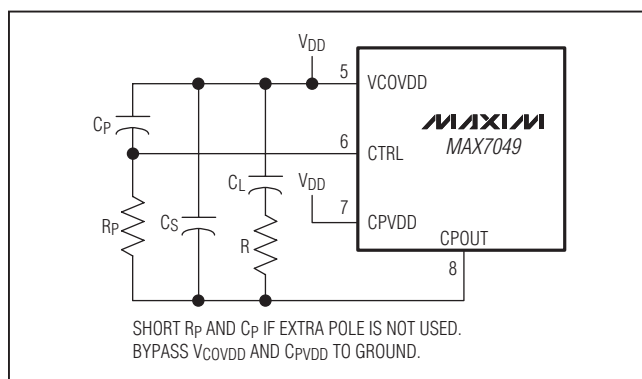 VDD
5
VCOVDD
CP
MAXIM
MAX7049
6
CTRL
CL
VDD
7
CPVDD
RP
CS
R
CPOUT
8
SHORT RP AND CP IF EXTRA POLE IS NOT USED.
BYPASS VCOVDD AND CPVDD TO GROUND.